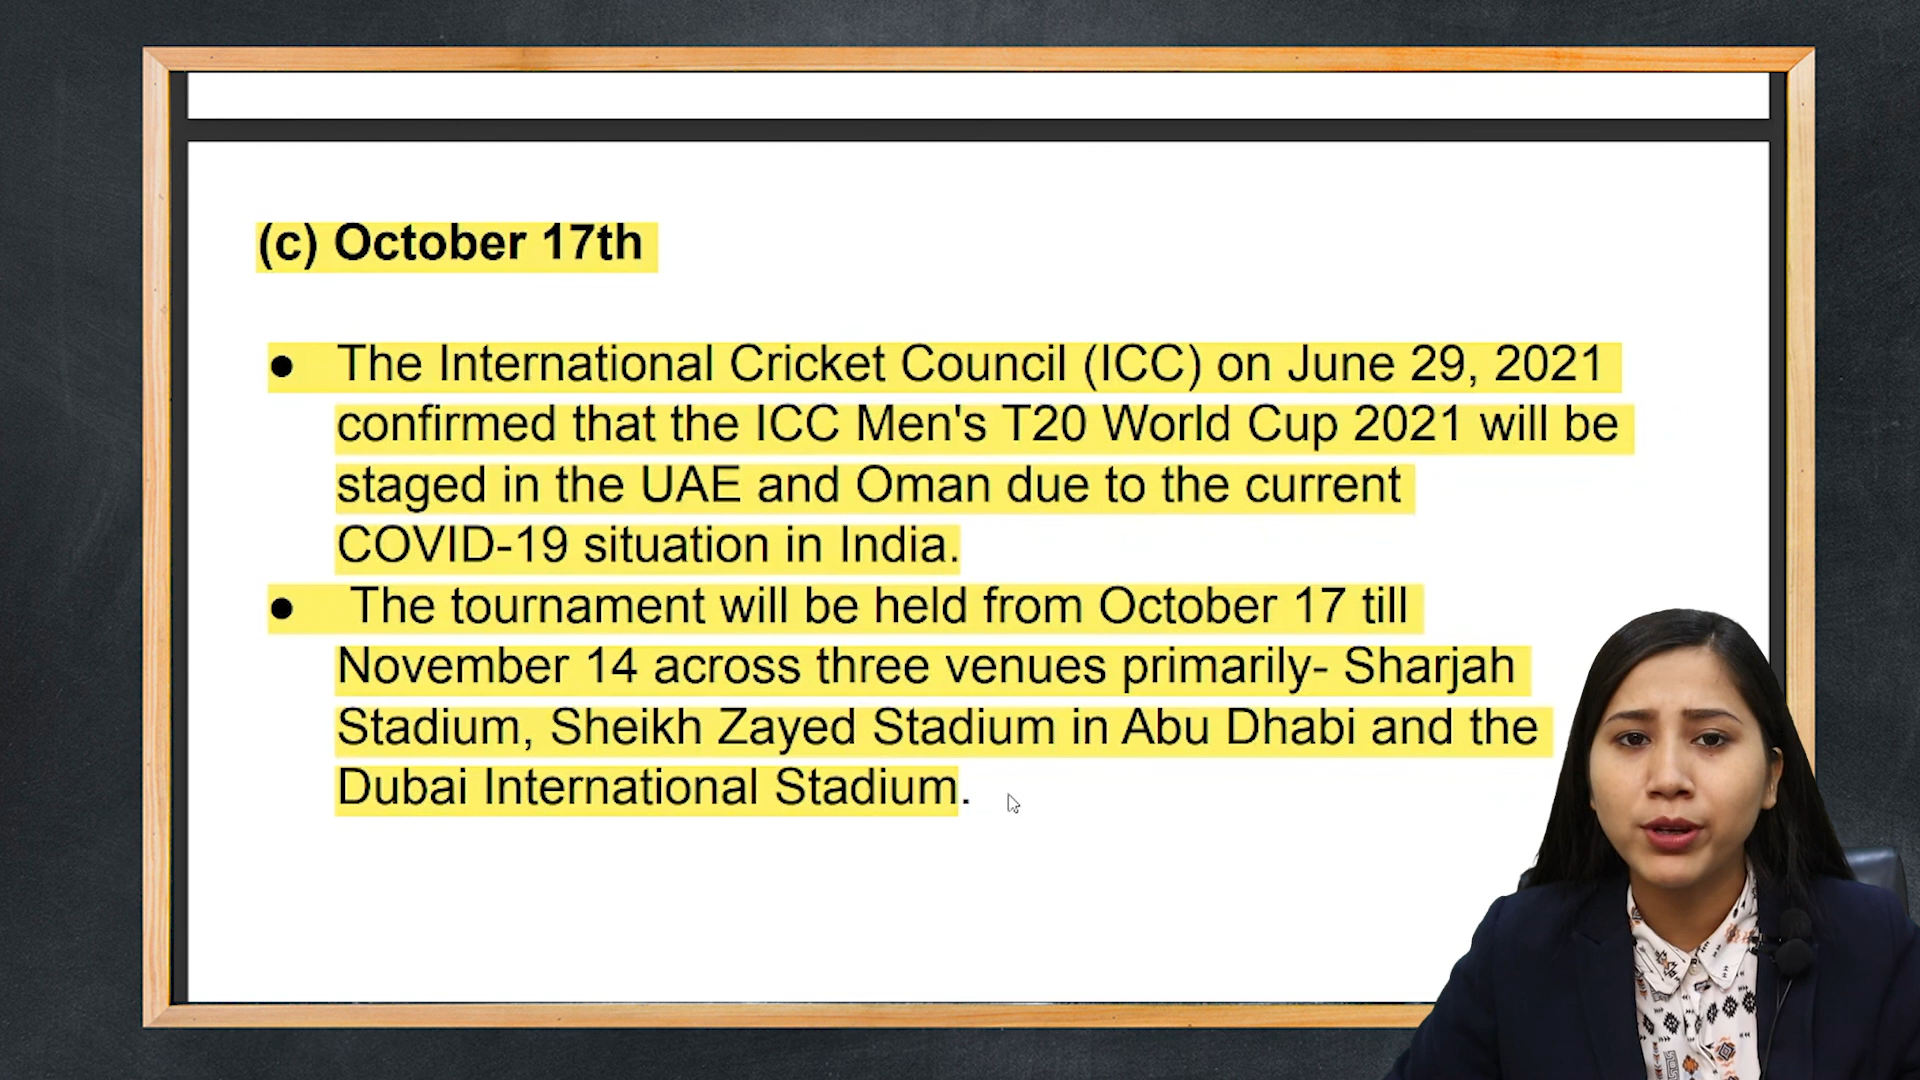 (c) October 17th
● The International Cricket Council (ICC) on June 29, 2021
confirmed that the ICC Men's T20 World Cup 2021 will be
staged in the UAE and Oman due to the current
COVID-19 situation in India.
● The tournament will be held from October 17 till
November 14 across three venues primarily- Sharjah
Stadium, Sheikh Zayed Stadium in Abu Dhabi and the
Dubai International Stadium.